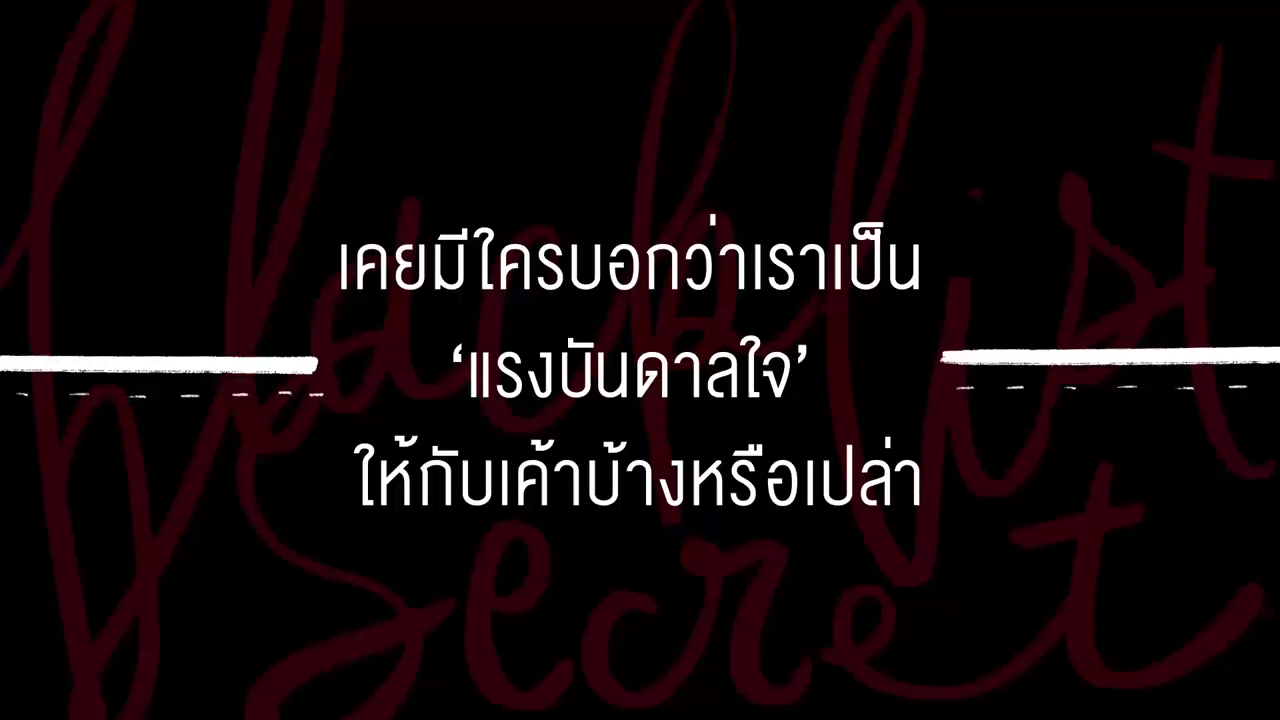 เคยมีใครบอกว่าเราเป็น
‘แรงบันดาลใจ’
ให้กับเค้าบ้างหรือเปล่า
blacklist
secret